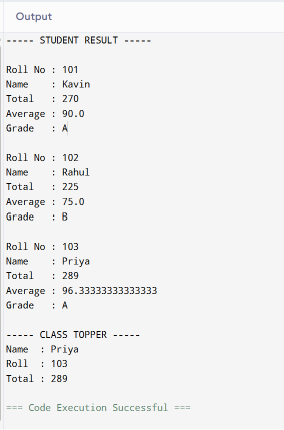 Output
----- STUDENT RESULT -----
Roll No : 101
Name    : Kavin
Total   : 270
Average : 90.0
Grade   : A
Roll No : 102
Name    : Rahul
Total   : 225
Average : 75.0
Grade   : B
Roll No : 103
Name    : Priya
Total   : 289
Average : 96.33333333333333
Grade   : A
----- CLASS TOPPER -----
Name  : Priya
Roll  : 103
Total : 289
=== Code Execution Successful ===